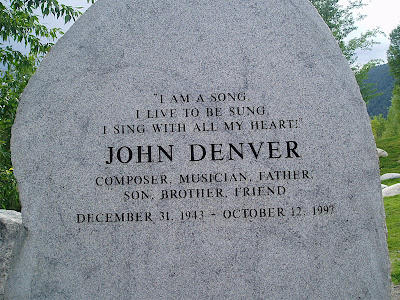 "I AM A SONG,
I LIVE TO BE SUNG,
I SING WITH ALL MY HEART!"
JOHN DENVER
COMPOSER, MUSICIAN, FATHER,
SON, BROTHER, FRIEND
DECEMBER 31, 1943 - OCTOBER 12, 1997